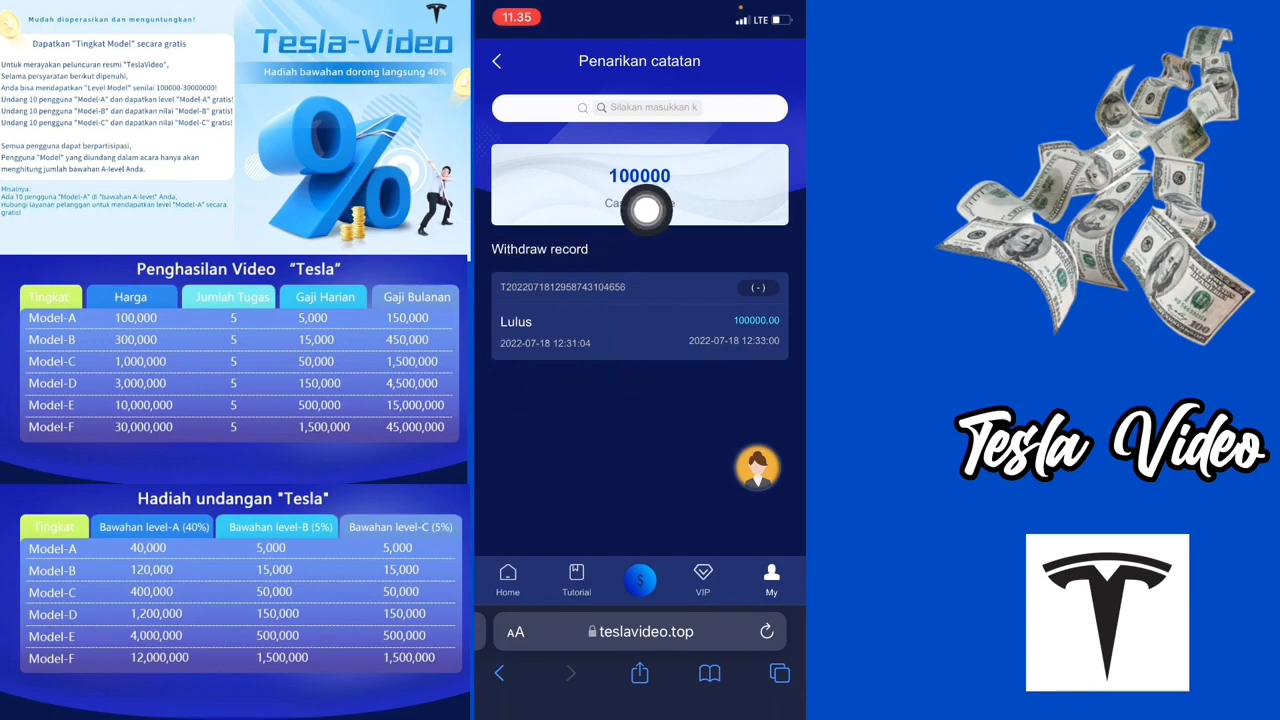 Mudah dioperasikan dan menguntungkan!
Dapatkan "Tingkat Model" secara gratis
Untuk merayakan peluncuran resmi "TeslaVideo",
Selama persyaratan berikut dipenuhi,
Anda bisa mendapatkan "Level Model" senilai 100000-30000000!
Undang 10 pengguna "Model-A" dan dapatkan level "Model-A" gratis!
Undang 10 pengguna "Model-B" dan dapatkan nilai "Model-B" gratis!
Undang 10 pengguna "Model-C" dan dapatkan nilai "Model-C" gratis!
Semua pengguna dapat berpartisipasi,
Pengguna "Model" yang diundang dalam acara hanya akan
menghitung jumlah bawahan A-level Anda.
Misalnya:
Ada 10 pengguna "Model-A" di "bawahan A-level" Anda,
Hubungi layanan pelanggan untuk mendapatkan level "Model-A" secara
gratis!
Tesla-Video
Hadiah bawahan dorong langsung 40%
%
Penghasilan Video “Tesla”
Tingkat Harga Jumlah Tugas Gaji Harian Gaji Bulanan
Model-A 100,000 5 5,000 150,000
Model-B 300,000 5 15,000 450,000
Model-C 1,000,000 5 50,000 1,500,000
Model-D 3,000,000 5 150,000 4,500,000
Model-E 10,000,000 5 500,000 15,000,000
Model-F 30,000,000 5 1,500,000 45,000,000
Hadiah undangan "Tesla"
Tingkat Bawahan level-A (40%) Bawahan level-B (5%) Bawahan level-C (5%)
Model-A 40,000 5,000 5,000
Model-B 120,000 15,000 15,000
Model-C 400,000 50,000 50,000
Model-D 1,200,000 150,000 150,000
Model-E 4,000,000 500,000 500,000
Model-F 12,000,000 1,500,000 1,500,000
11.35
LTE
Penarikan catatan
Silakan masukkan k
100000
Withdraw record
T2022071812958743104656 (-)
Lulus 100000.00
2022-07-18 12:31:04 2022-07-18 12:33:00
$
Home Tutorial VIP My
AA teslavideo.top
Tesla Video